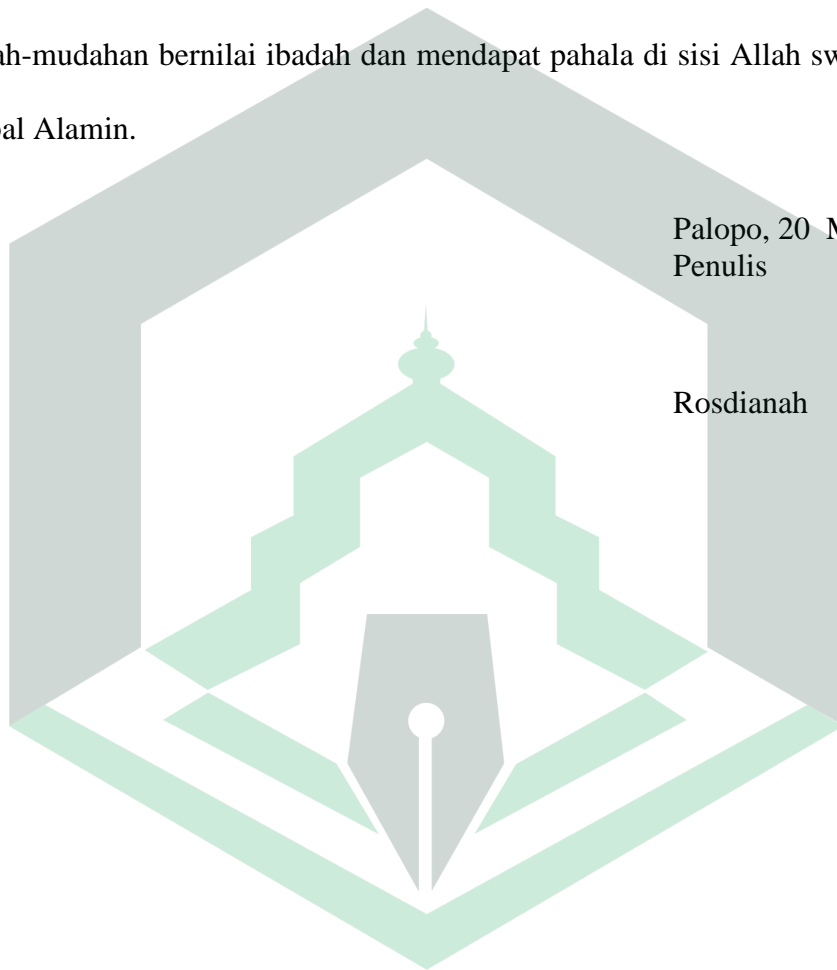 ah-mudahan bernilai ibadah dan mendapat pahala di sisi Allah sw
al Alamin.
Palopo, 20 M
Penulis
Rosdianah